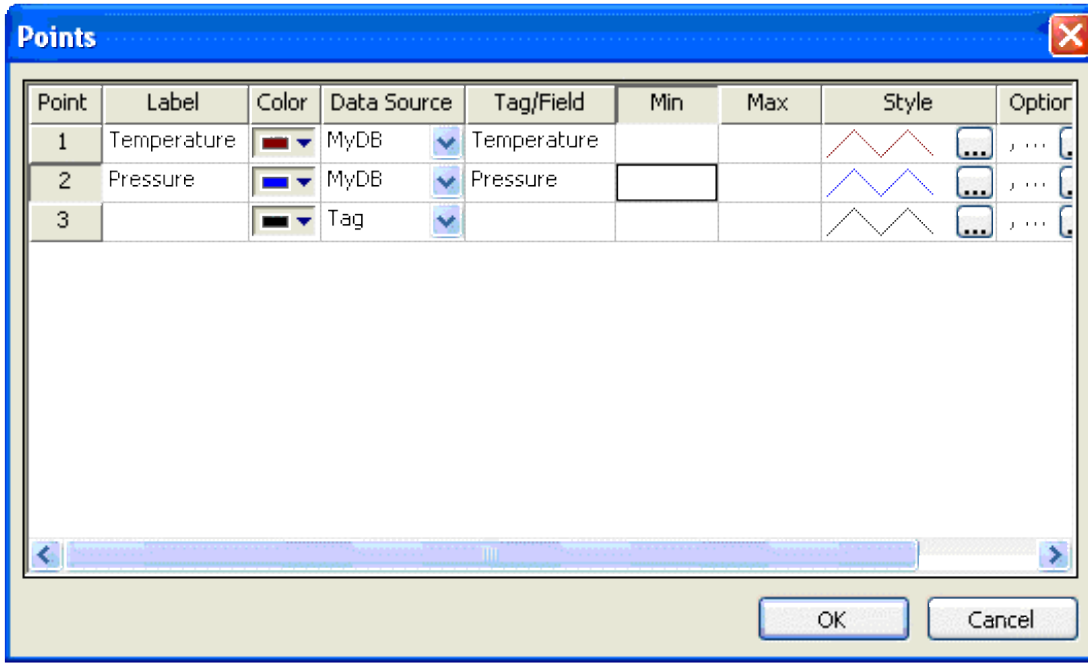 Points
Point Label Color Data Source Tag/Field Min Max Style Option
1 Temperature MyDB Temperature ... , ...
2 Pressure MyDB Pressure ... , ...
3 Tag ... , ...
OK Cancel